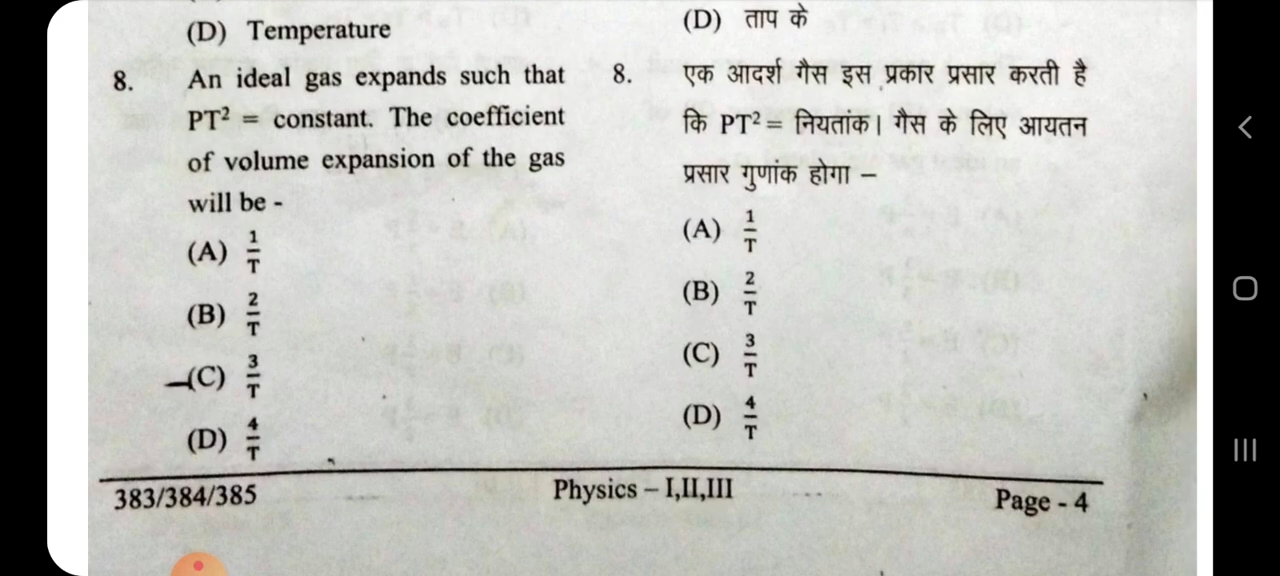 (D) Temperature
8. An ideal gas expands such that
PT² = constant. The coefficient
of volume expansion of the gas
will be -
(A) 1/T
(B) 2/T
(C) 3/T
(D) 4/T
(D) ताप के
8. एक आदर्श गैस इस प्रकार प्रसार करती है
कि PT² = नियतांक। गैस के लिए आयतन
प्रसार गुणांक होगा –
(A) 1/T
(B) 2/T
(C) 3/T
(D) 4/T
383/384/385 Physics – I,II,III Page - 4